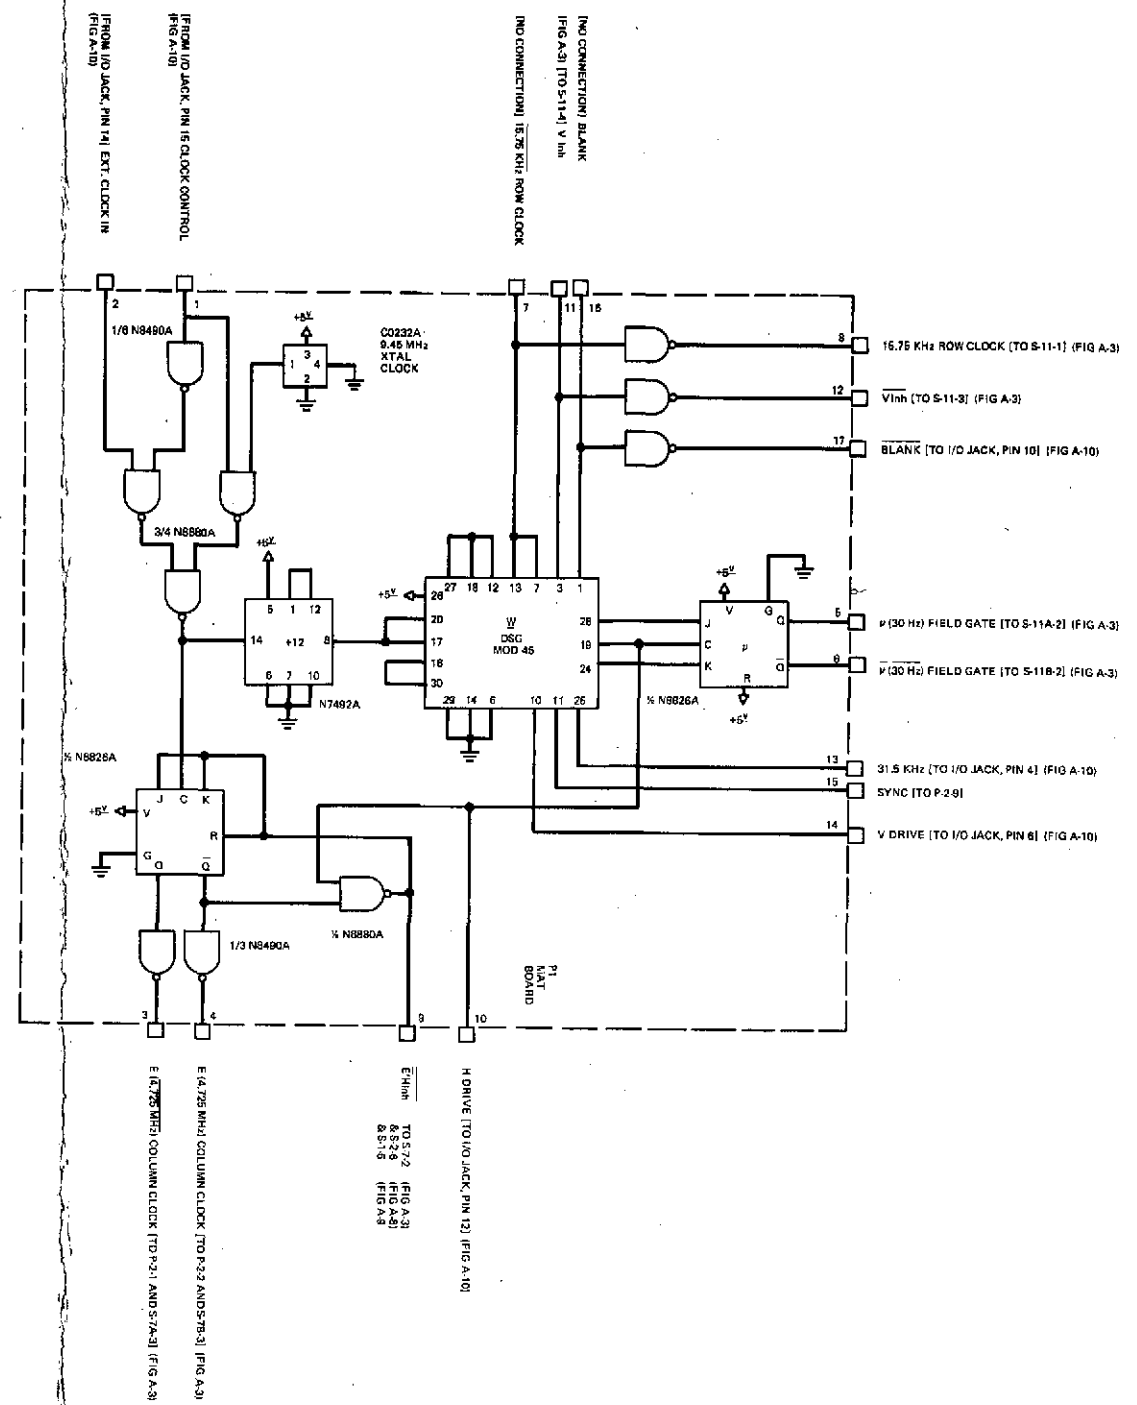 [FROM I/O JACK, PIN 14] EXT. CLOCK IN
(FIG A-10)
[FROM I/O JACK, PIN 15 CLOCK CONTROL
(FIG A-10)
[NO CONNECTION] 15.75 KHz ROW CLOCK
(FIG A-3) [TO S-11-4] V Inh
[NO CONNECTION] BLANK
2
1
7
11
16
1/6 N8490A
+5V
3
1
4
2
C0232A
9.45 MHz
XTAL
CLOCK
8
15.75 KHz ROW CLOCK [TO S-11-1] (FIG A-3)
12
VInh [TO S-11-3] (FIG A-3)
17
BLANK [TO I/O JACK, PIN 10] (FIG A-10)
3/4 N8880A
+5V
5
1
12
14
÷12
8
6
7
10
N7492A
+5V
27
18
12
13
7
3
1
26
20
17
16
30
W
DSG
MOD 45
28
19
24
29
14
6
10
11
25
+5V
V
G
Q
J
C
μ
K
Q
R
+5V
½ N8826A
5
ν (30 Hz) FIELD GATE [TO S-11A-2] (FIG A-3)
6
ν (30 Hz) FIELD GATE [TO S-11B-2] (FIG A-3)
13
31.5 KHz [TO I/O JACK, PIN 4] (FIG A-10)
15
SYNC [TO P-2-9]
14
V DRIVE [TO I/O JACK, PIN 6] (FIG A-10)
½ N8826A
+5V
J
C
K
V
R
G
Q
Q
1/3 N8490A
¼ N8880A
P1
MAT
BOARD
3
4
9
10
E (4.725 MHz) COLUMN CLOCK [TO P-2-1 AND S-7A-3] (FIG A-3)
E (4.725 MHz) COLUMN CLOCK [TO P-2-2 AND S-7B-3] (FIG A-3)
E'HInh
TO S-7-2 (FIG A-3)
& S-2-6 (FIG A-8)
& S-1-6 (FIG A-9
H DRIVE [TO I/O JACK, PIN 12] (FIG A-10)